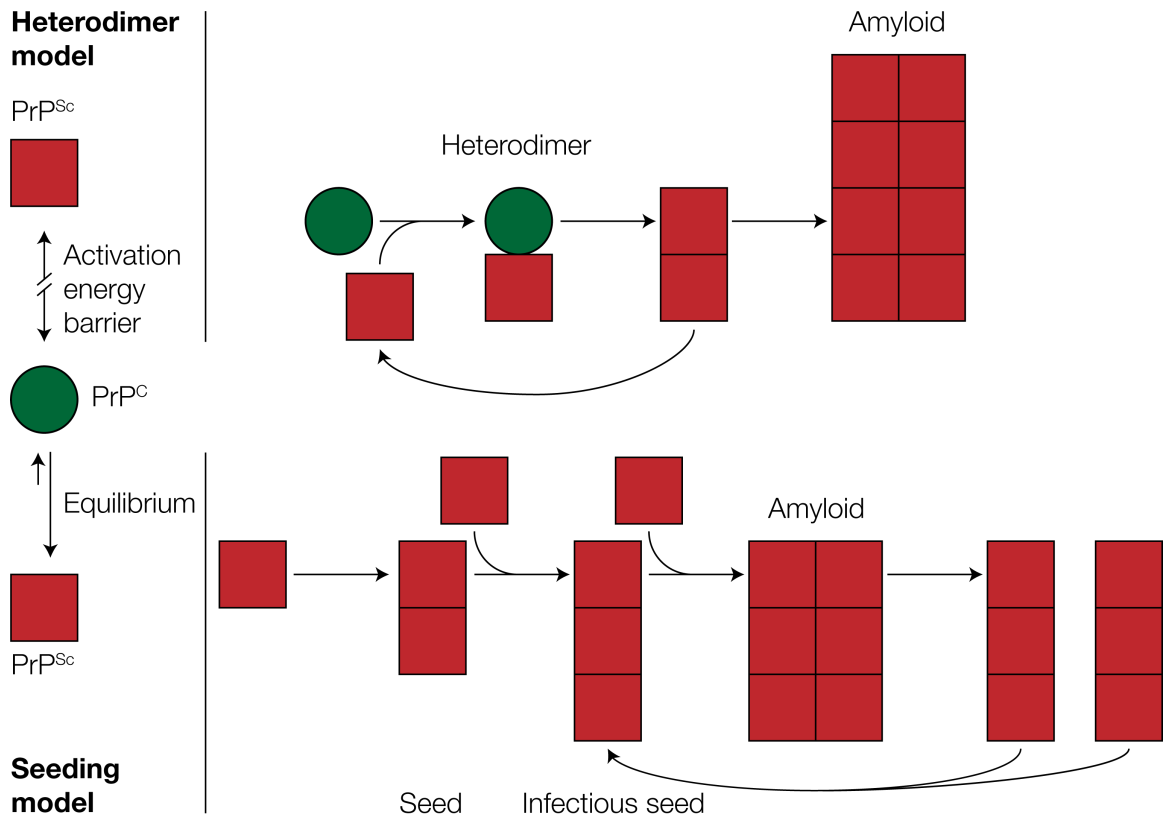 Heterodimer
model
PrPSc
Activation
energy
barrier
PrPC
Equilibrium
PrPSc
Seeding
model
Heterodimer
Amyloid
Amyloid
Seed
Infectious seed